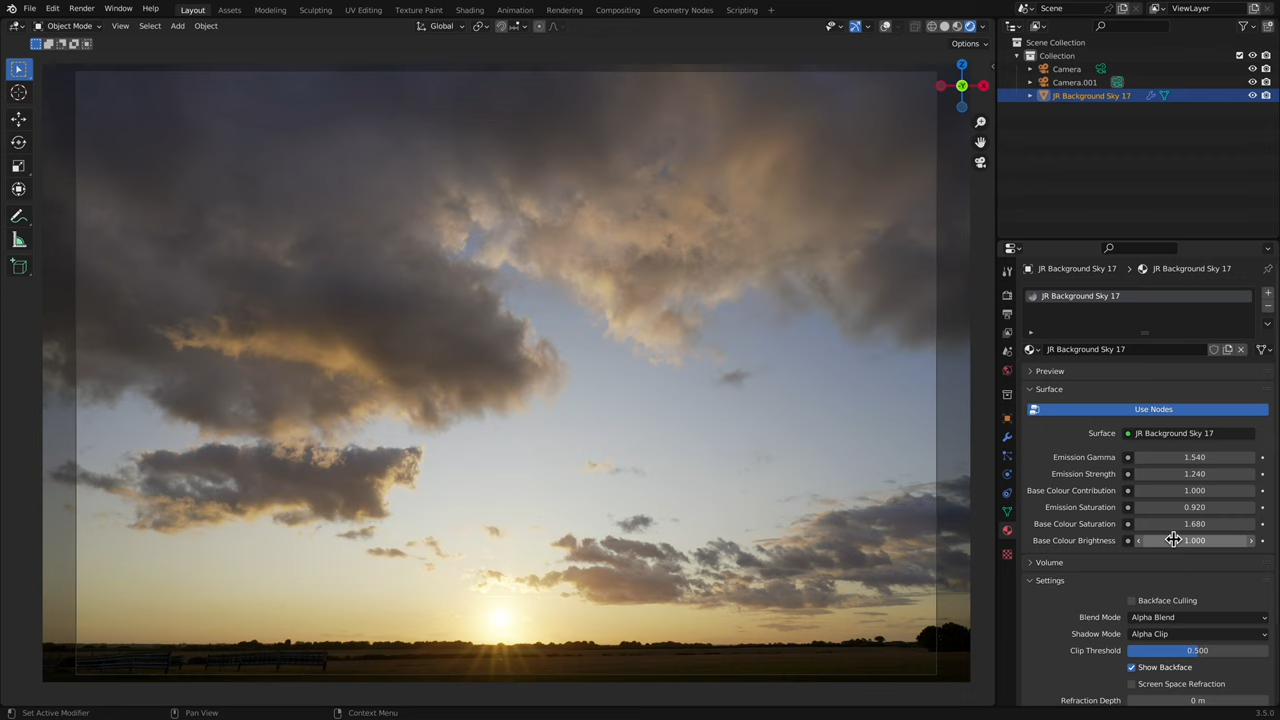 File Edit Render Window Help Layout Assets Modeling Sculpting UV Editing Texture Paint Shading Animation Rendering Compositing Geometry Nodes Scripting Scene ViewLayer
Object Mode View Select Add Object Global
Options
Z
X
-Y
Scene Collection
Collection
Camera
Camera.001
JR Background Sky 17
JR Background Sky 17 > JR Background Sky 17
JR Background Sky 17
JR Background Sky 17
Preview
Surface
Use Nodes
Surface JR Background Sky 17
Emission Gamma 1.540
Emission Strength 1.240
Base Colour Contribution 1.000
Emission Saturation 0.920
Base Colour Saturation 1.680
Base Colour Brightness 1.000
Volume
Settings
Backface Culling
Blend Mode Alpha Blend
Shadow Mode Alpha Clip
Clip Threshold 0.500
Show Backface
Screen Space Refraction
Refraction Depth 0 m
Set Active Modifier Pan View Context Menu 3.5.0